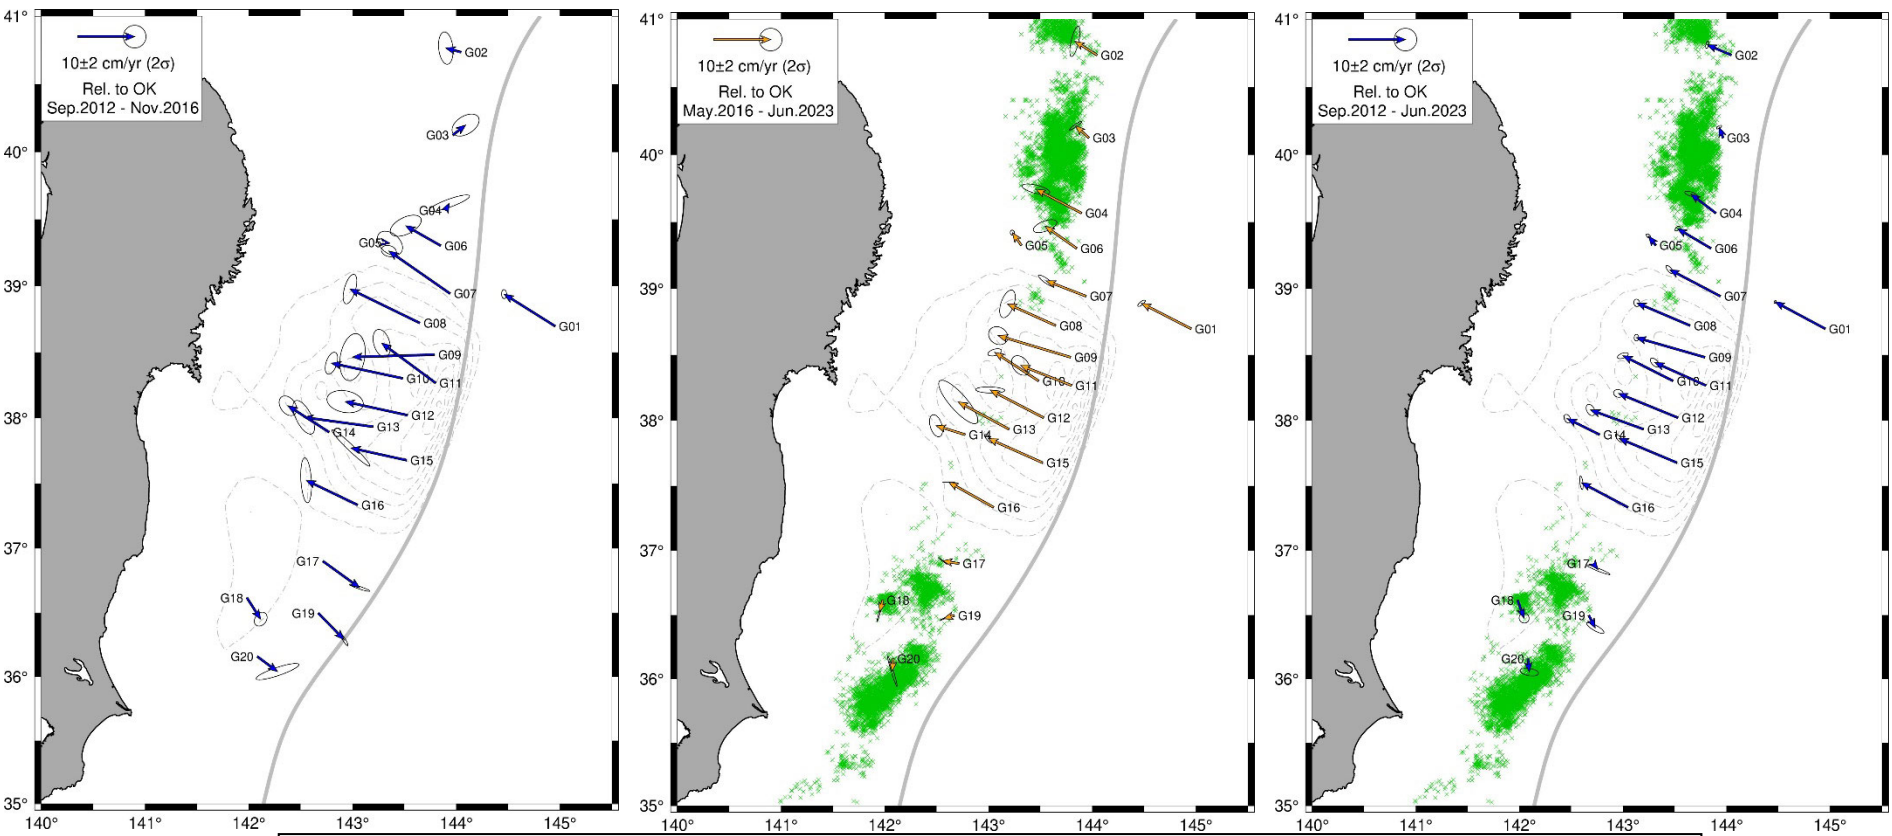 41°
40°
39°
38°
37°
36°
35°
140°
141°
142°
143°
144°
145°
10±2 cm/yr (2σ)
Rel. to OK
Sep.2012 - Nov.2016
G02
G03
G04
G05
G06
G07
G01
G08
G09
G10
G11
G12
G13
G14
G15
G16
G17
G18
G19
G20
41°
40°
39°
38°
37°
36°
35°
140°
141°
142°
143°
144°
145°
10±2 cm/yr (2σ)
Rel. to OK
May.2016 - Jun.2023
G02
G03
G04
G05
G06
G07
G01
G08
G09
G10
G11
G12
G13
G14
G15
G16
G17
G18
G19
G20
41°
40°
39°
38°
37°
36°
35°
140°
141°
142°
143°
144°
145°
10±2 cm/yr (2σ)
Rel. to OK
Sep.2012 - Jun.2023
G02
G03
G04
G05
G06
G07
G01
G08
G09
G10
G11
G12
G13
G14
G15
G16
G17
G18
G19
G20